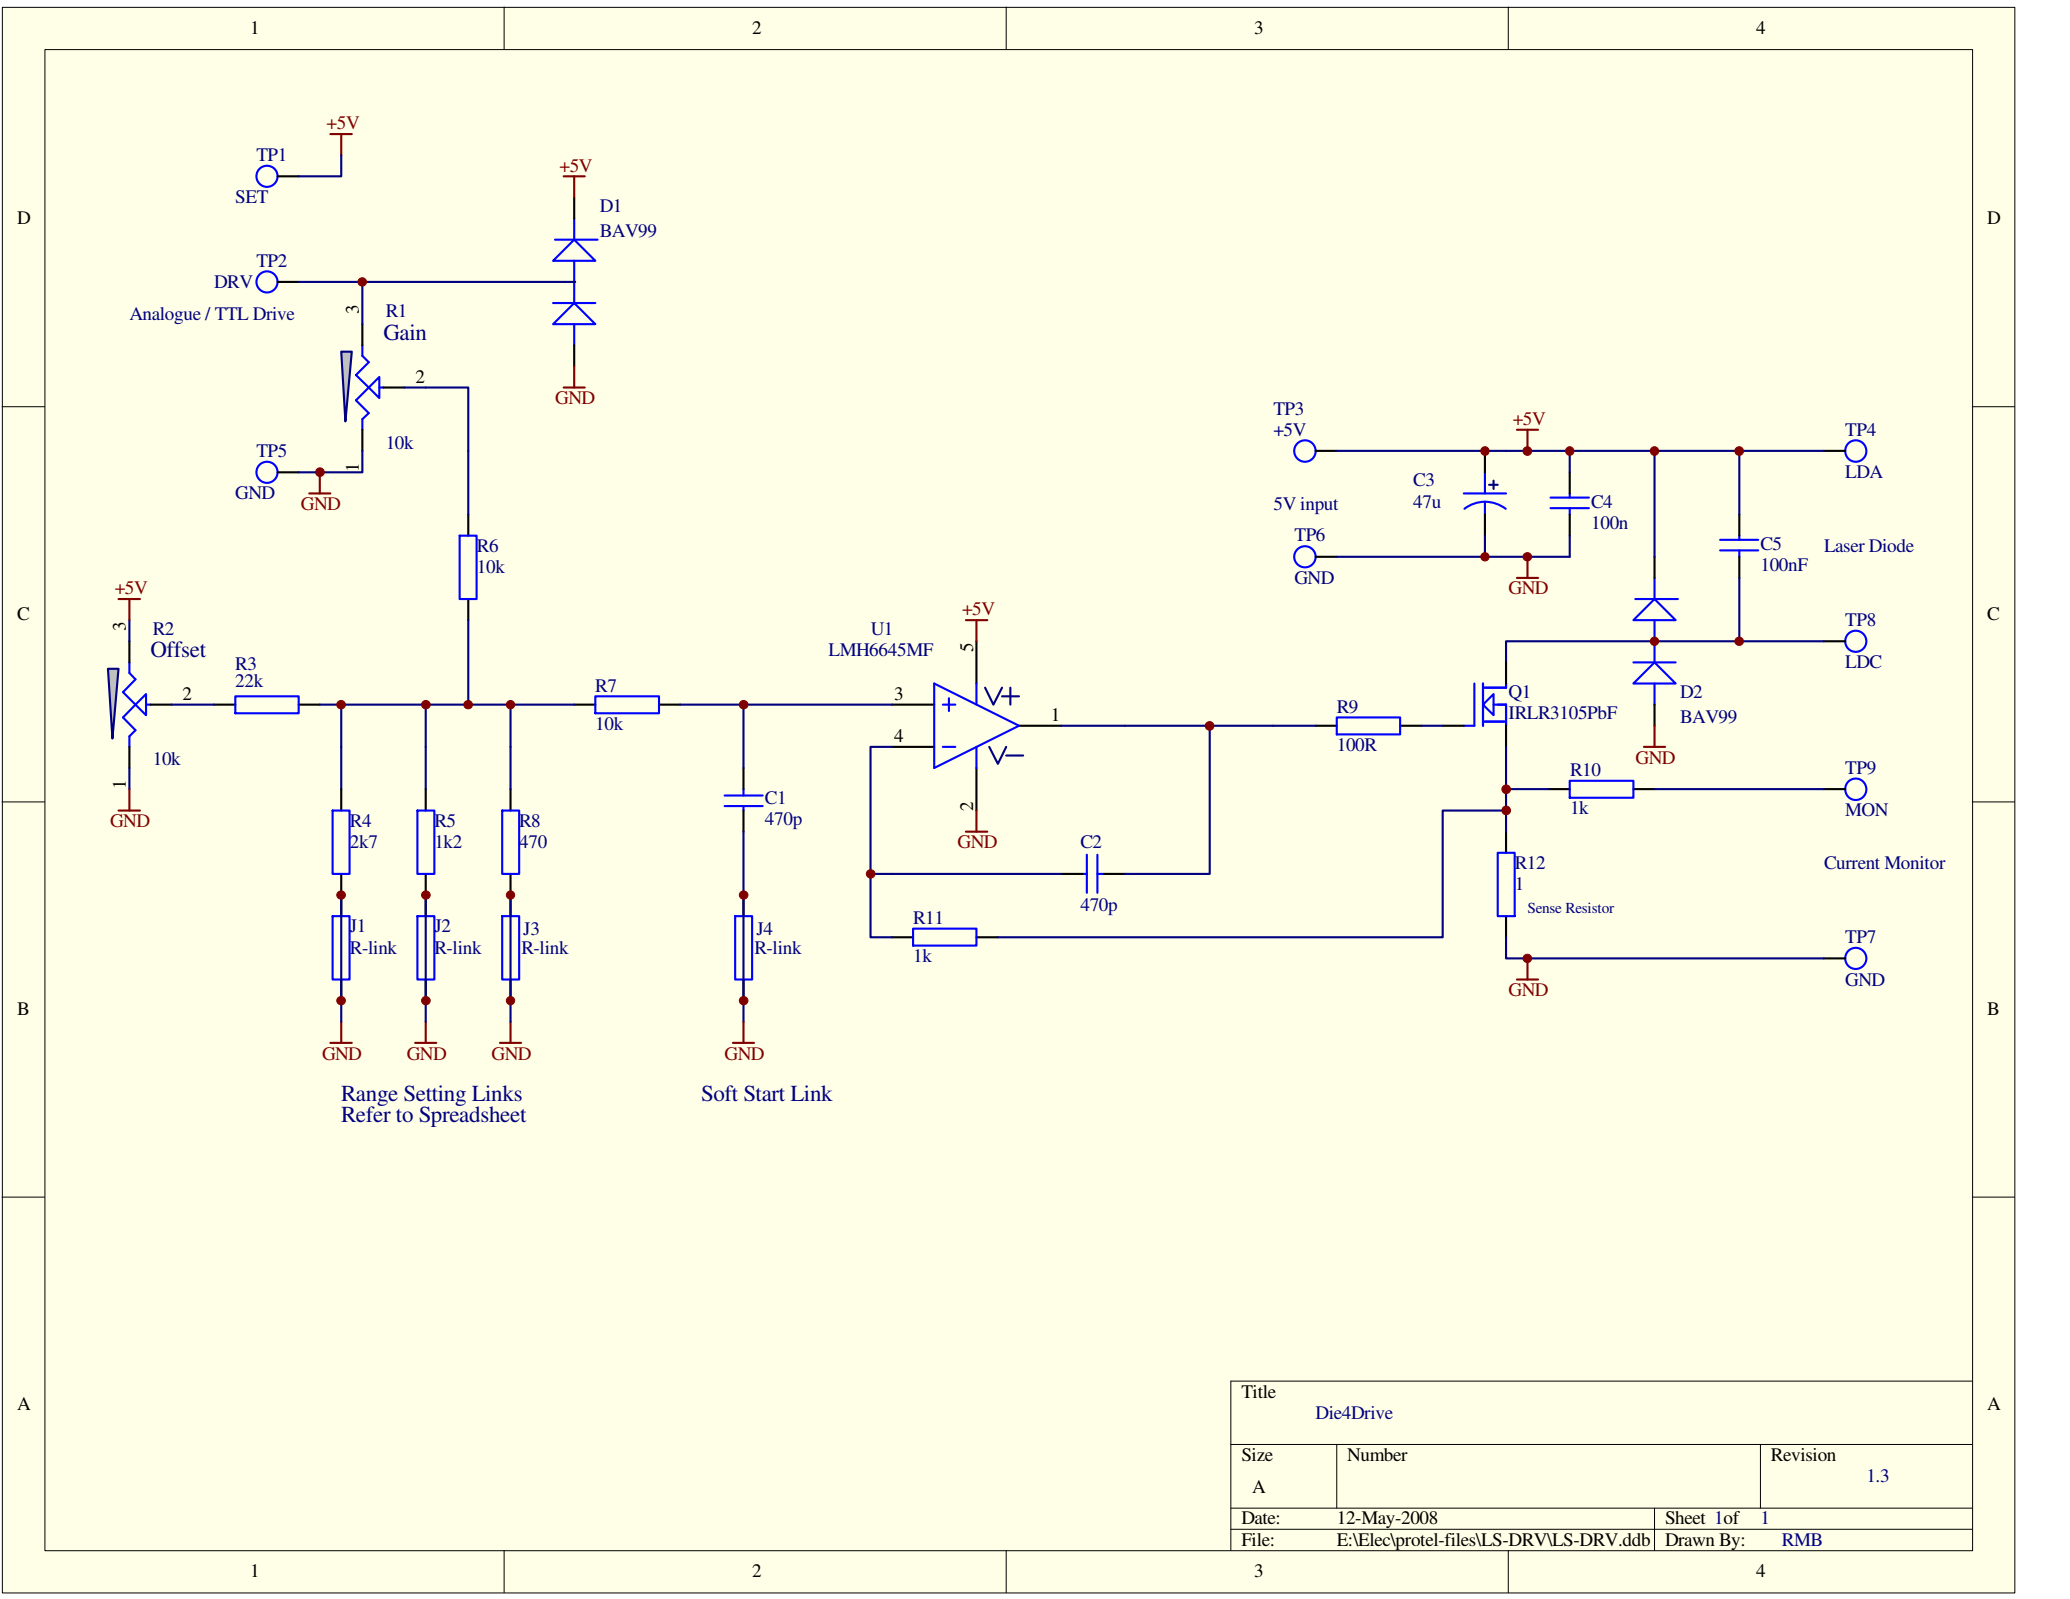 1
2
3
4
D
D
+5V
TP1
SET
+5V
D1
BAV99
TP2
DRV
Analogue / TTL Drive
3
R1
Gain
2
GND
10k
TP5
1
GND
GND
TP3
+5V
+5V
TP4
LDA
C3
47u
+
5V input
C4
100n
TP6
GND
GND
C5
100nF
Laser Diode
R6
10k
C
C
+5V
3
R2
Offset
2
10k
1
GND
R3
22k
R7
10k
U1
LMH6645MF
+5V
5
V+
3
+
4
−
V−
1
2
GND
TP8
LDC
Q1
IRLR3105PbF
D2
BAV99
GND
R9
100R
R10
1k
TP9
MON
R4
2k7
R5
1k2
R8
470
C1
470p
C2
470p
R12
1
Sense Resistor
Current Monitor
J1
R-link
J2
R-link
J3
R-link
J4
R-link
R11
1k
TP7
GND
GND
B
B
GND
GND
GND
GND
Range Setting Links
Refer to Spreadsheet
Soft Start Link
A
A
Title
Die4Drive
Size
A
Number
Revision
1.3
Date: 12-May-2008
Sheet 1of 1
File: E:\Elec\protel-files\LS-DRV\LS-DRV.ddb
Drawn By: RMB
1
2
3
4